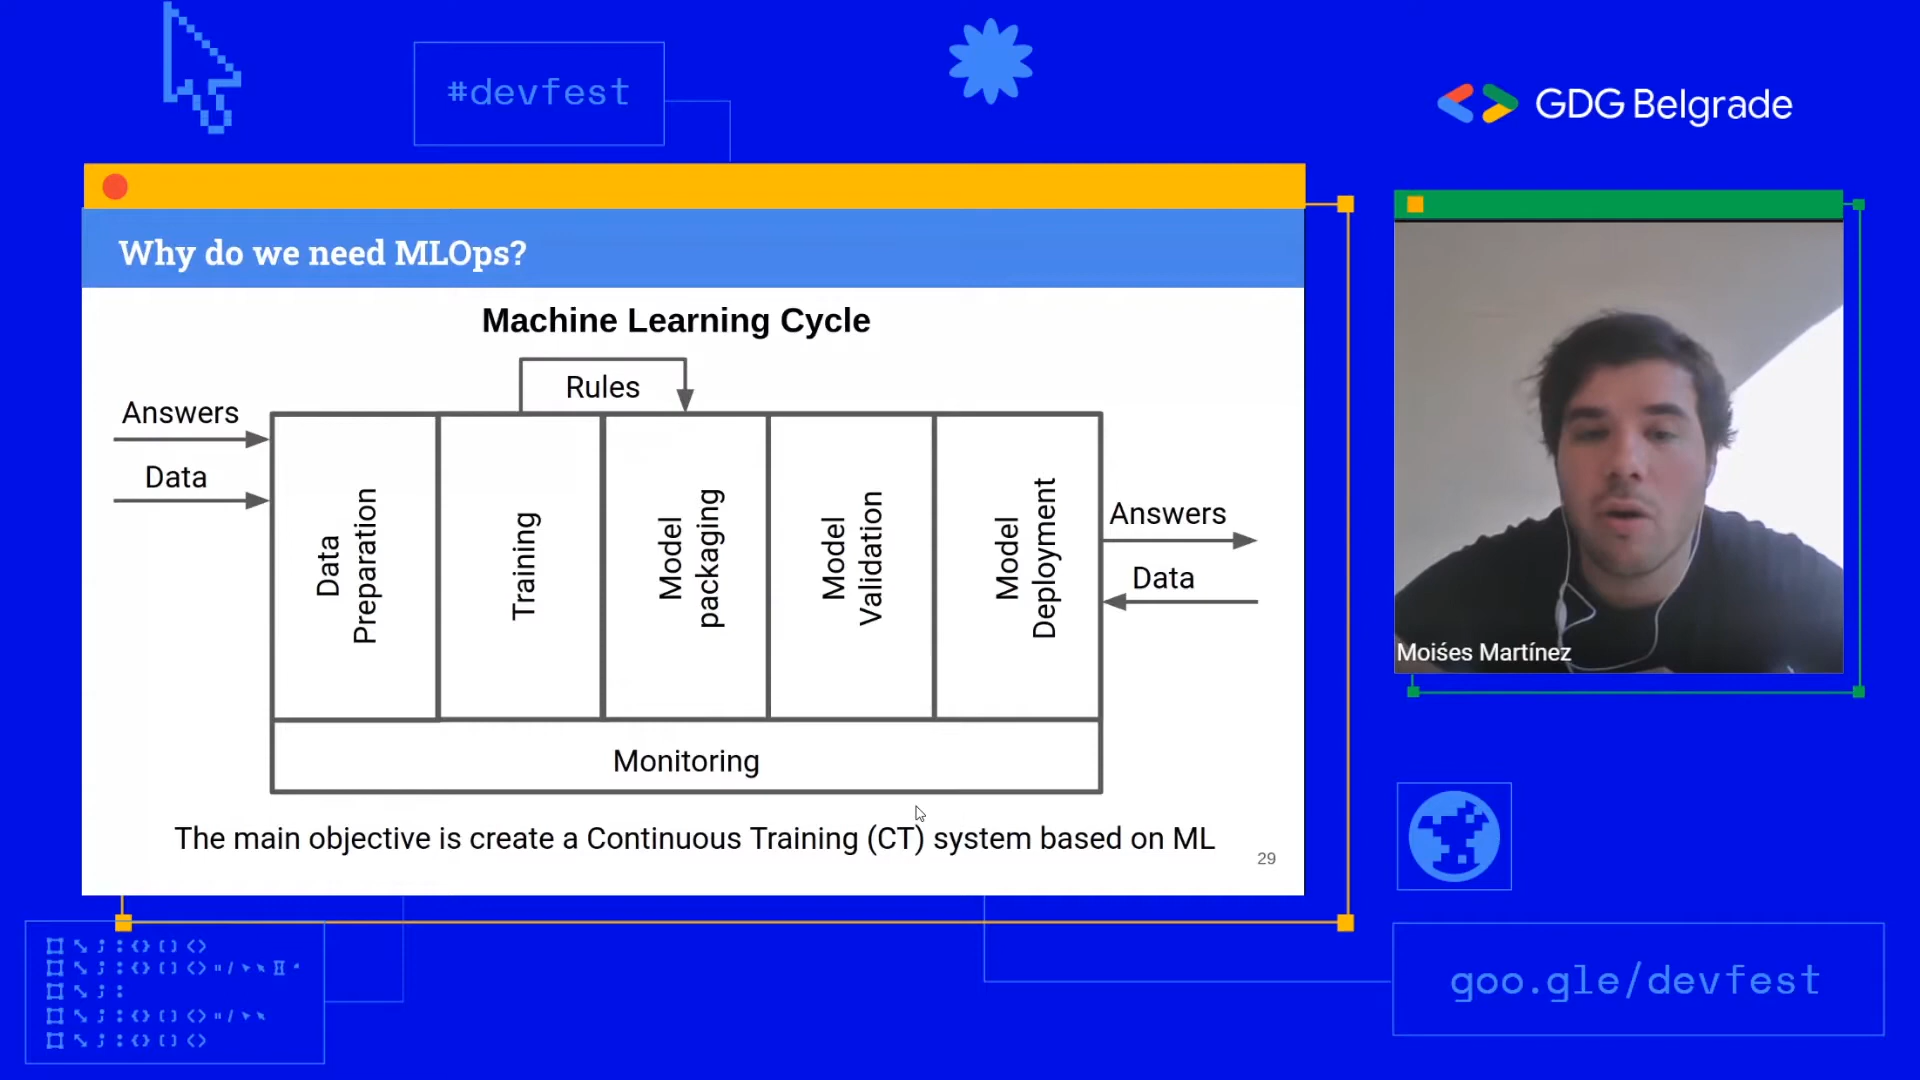 #devfest
GDG Belgrade
Why do we need MLOps?
Machine Learning Cycle
Rules
Answers
Data
Data
Preparation
Training
Model
packaging
Model
Validation
Model
Deployment
Answers
Data
Monitoring
The main objective is create a Continuous Training (CT) system based on ML
29
Moiśes Martínez
goo.gle/devfest